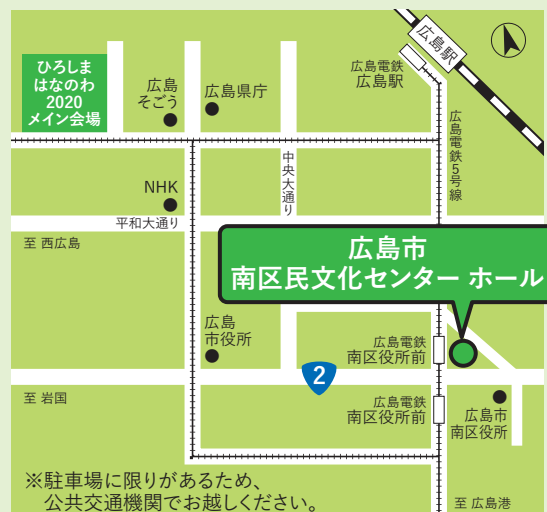 ひろしま
はなのわ
2020
メイン会場
広島
そごう
広島県庁
広島電鉄
広島駅
広島駅
広島電鉄5号線
NHK
中央大通り
平和大通り
至 西広島
広島市
南区民文化センター ホール
広島
市役所
広島電鉄
南区役所前
2
至 岩国
広島電鉄
南区役所前
広島市
南区役所
※駐車場に限りがあるため、
公共交通機関でお越しください。
至 広島港